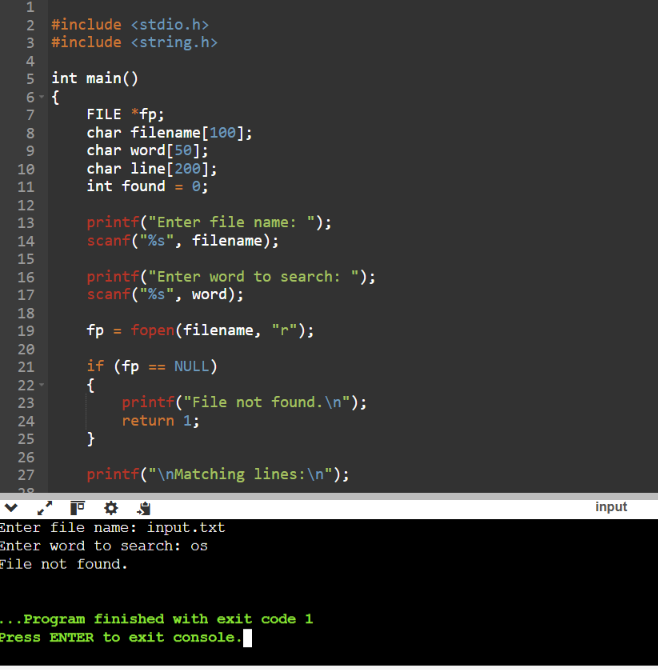 1
2 #include <stdio.h>
3 #include <string.h>
4
5 int main()
6 {
7     FILE *fp;
8     char filename[100];
9     char word[50];
10     char line[200];
11     int found = 0;
12
13     printf("Enter file name: ");
14     scanf("%s", filename);
15
16     printf("Enter word to search: ");
17     scanf("%s", word);
18
19     fp = fopen(filename, "r");
20
21     if (fp == NULL)
22     {
23         printf("File not found.\n");
24         return 1;
25     }
26
27     printf("\nMatching lines:\n");
28
input
Enter file name: input.txt
Enter word to search: os
File not found.
...Program finished with exit code 1
Press ENTER to exit console.